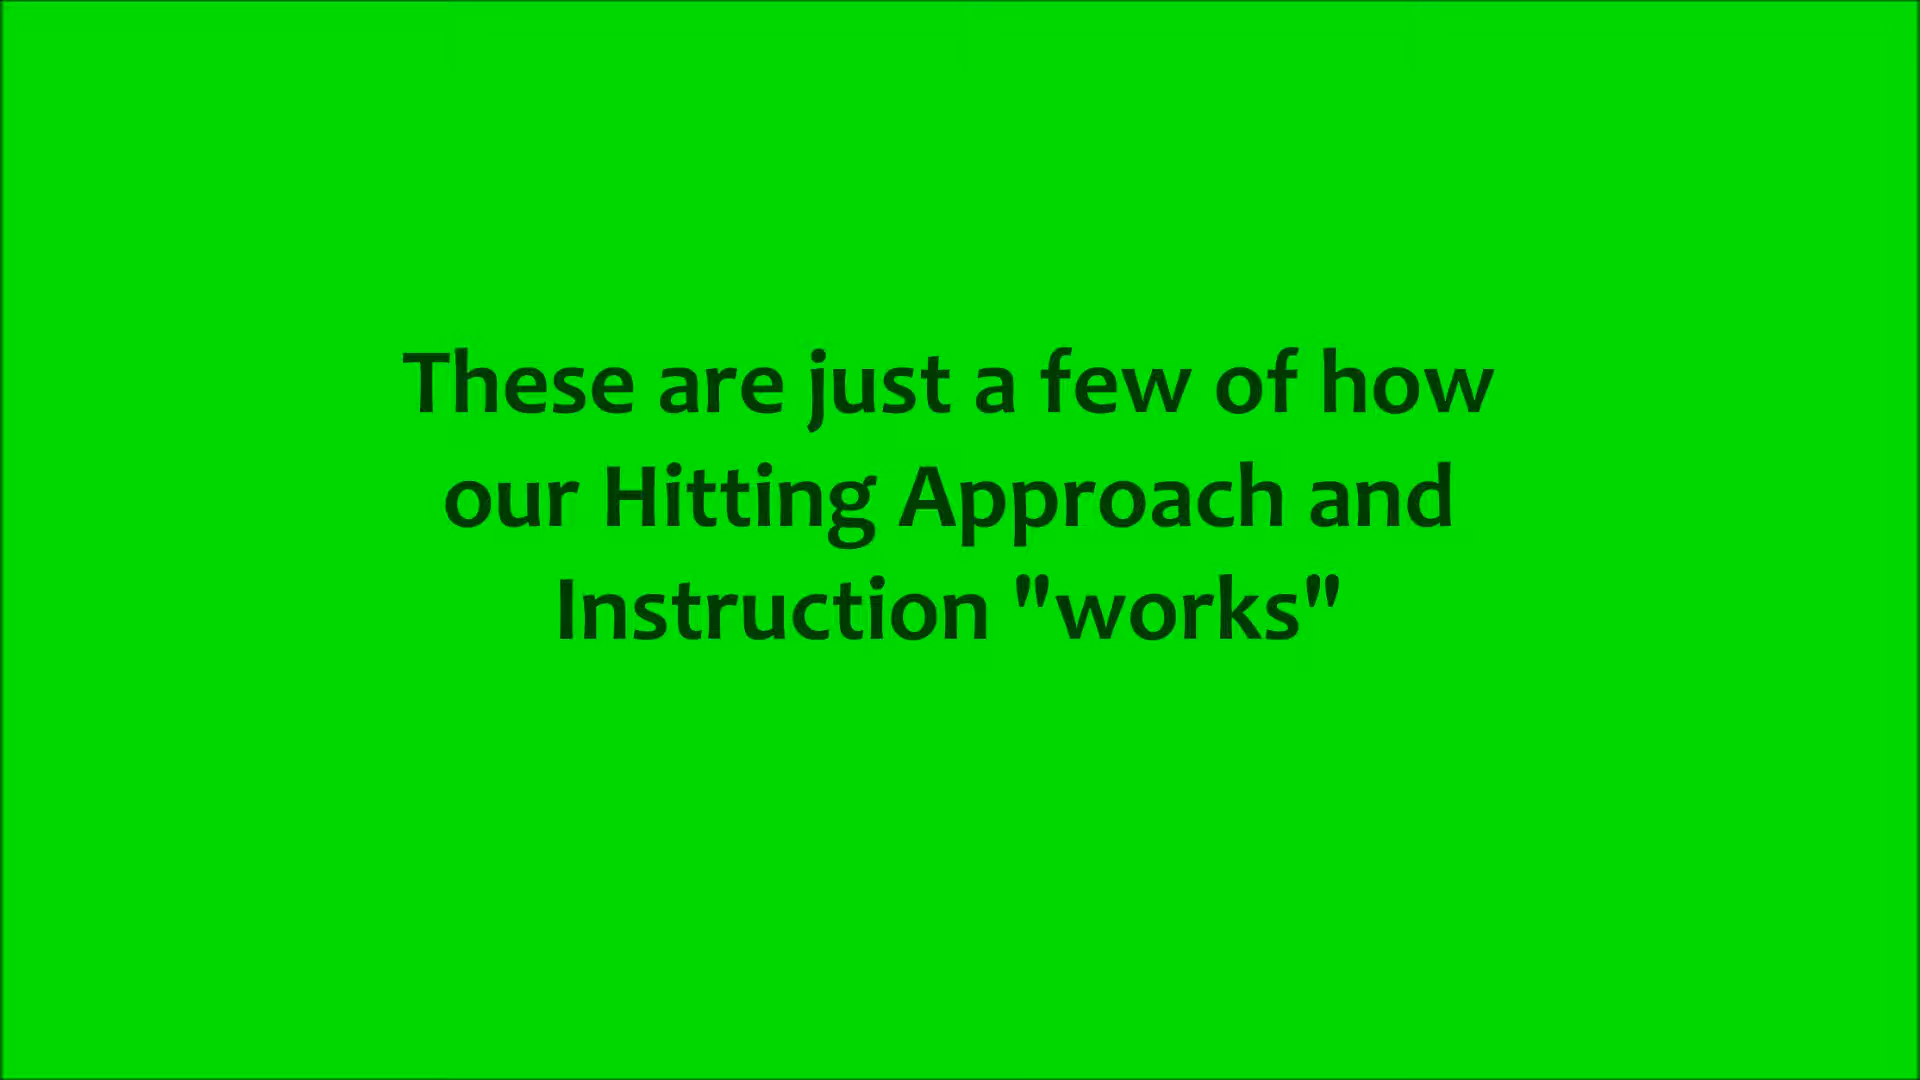 These are just a few of how
our Hitting Approach and
Instruction "works"